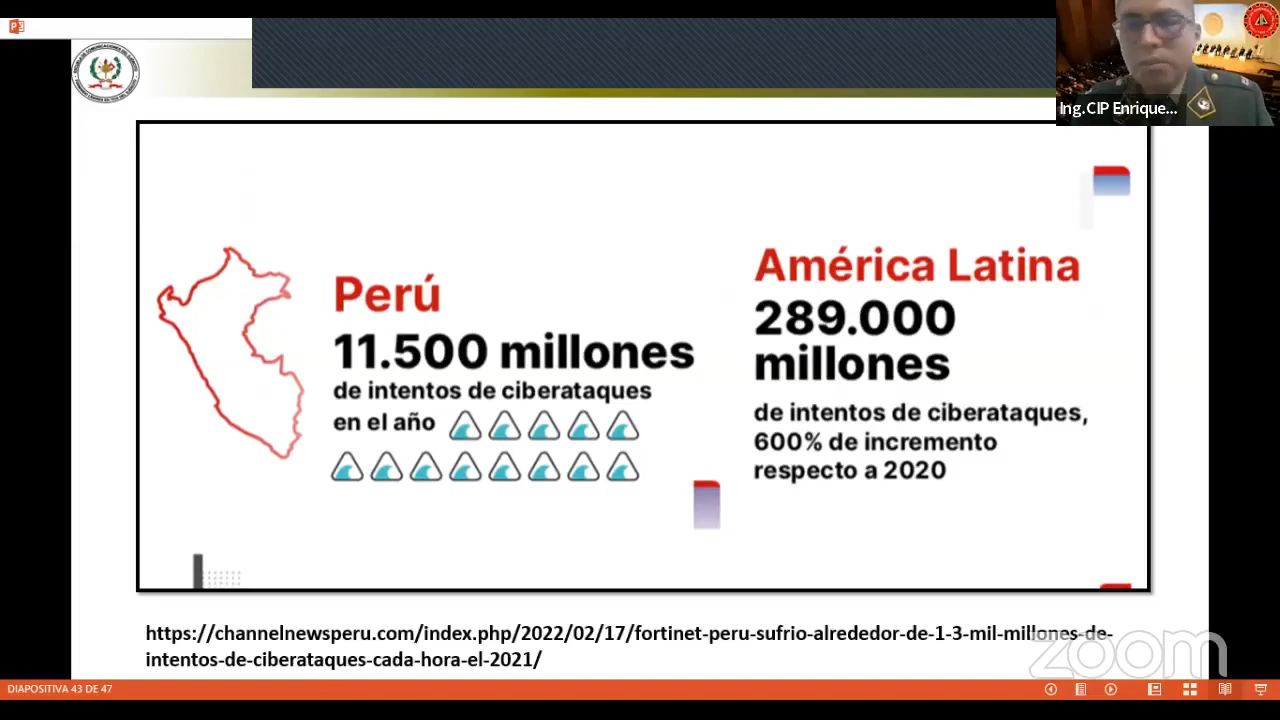 Ing.CIP Enrique...
Perú
11.500 millones
de intentos de ciberataques
en el año
América Latina
289.000
millones
de intentos de ciberataques,
600% de incremento
respecto a 2020
https://channelnewsperu.com/index.php/2022/02/17/fortinet-peru-sufrio-alrededor-de-1-3-mil-millones-de-
intentos-de-ciberataques-cada-hora-el-2021/
zoom
DIAPOSITIVA 43 DE 47